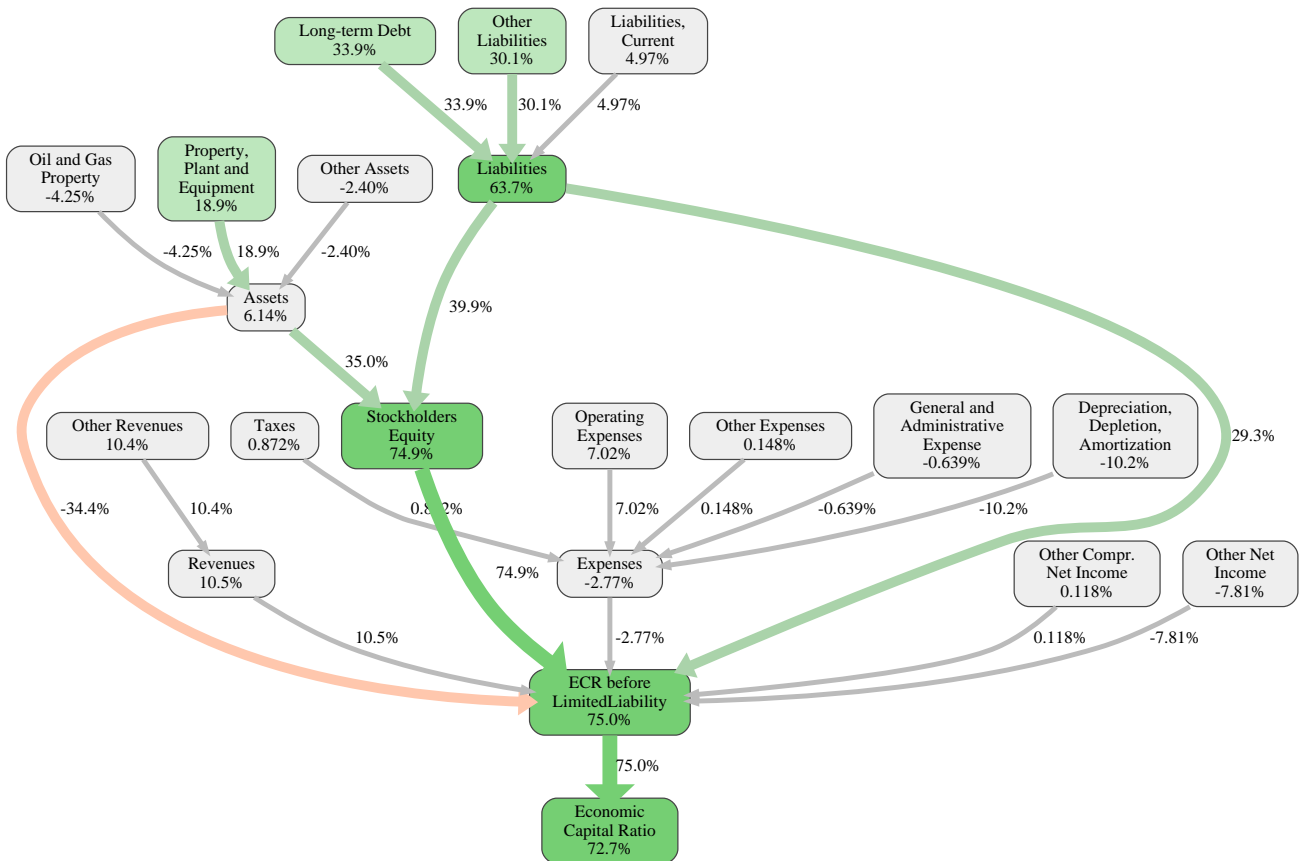 Long-term Debt
33.9%
Other
Liabilities
30.1%
Liabilities,
Current
4.97%
33.9%
30.1%
4.97%
Oil and Gas
Property
-4.25%
Property,
Plant and
Equipment
18.9%
Other Assets
-2.40%
Liabilities
63.7%
-4.25%
18.9%
-2.40%
Assets
6.14%
39.9%
35.0%
Other Revenues
10.4%
Taxes
0.872%
Stockholders
Equity
74.9%
Operating
Expenses
7.02%
Other Expenses
0.148%
General and
Administrative
Expense
-0.639%
Depreciation,
Depletion,
Amortization
-10.2%
29.3%
-34.4%
10.4%
0.872%
7.02%
0.148%
-0.639%
-10.2%
Revenues
10.5%
74.9%
Expenses
-2.77%
Other Compr.
Net Income
0.118%
Other Net
Income
-7.81%
10.5%
-2.77%
0.118%
-7.81%
ECR before
LimitedLiability
75.0%
75.0%
Economic
Capital Ratio
72.7%